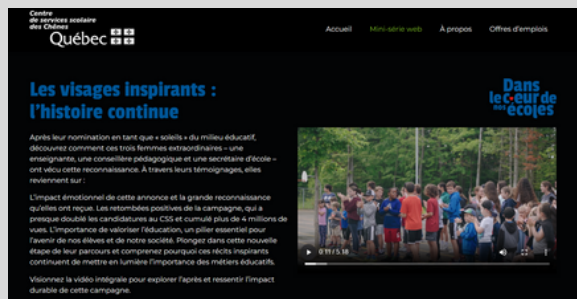 Centre
de services scolaire
des Chênes
Québec
Accueil
Mini-série web
À propos
Offres d'emplois
Les visages inspirants :
l'histoire continue
Dans
le cœur de
nos écoles
Après leur nomination en tant que « soleils » du milieu éducatif,
découvrez comment ces trois femmes extraordinaires – une
enseignante, une conseillère pédagogique et une secrétaire d'école –
ont vécu cette reconnaissance. À travers leurs témoignages, elles
reviennent sur :
L'impact émotionnel de cette annonce et la grande reconnaissance
qu'elles ont reçue. Les retombées positives de la campagne, qui a
presque doublé les candidatures au CSS et cumulé plus de 4 millions de
vues. L'importance de valoriser l'éducation, un pilier essentiel pour
l'avenir de nos élèves et de notre société. Plongez dans cette nouvelle
étape de leur parcours et comprenez pourquoi ces récits inspirants
continuent de mettre en lumière l'importance des métiers éducatifs.
Visionnez la vidéo intégrale pour explorer l'après et ressentir l'impact
durable de cette campagne.
0:11 / 5:18